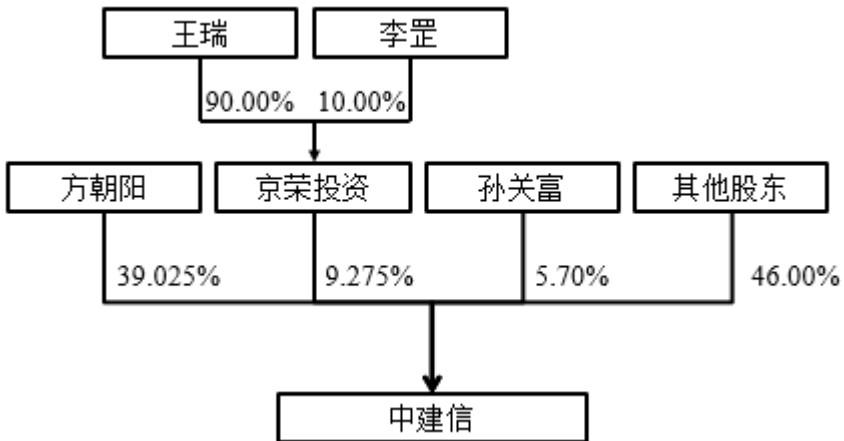 王瑞
李罡
90.00%
10.00%
方朝阳
京荣投资
孙关富
其他股东
39.025%
9.275%
5.70%
46.00%
中建信